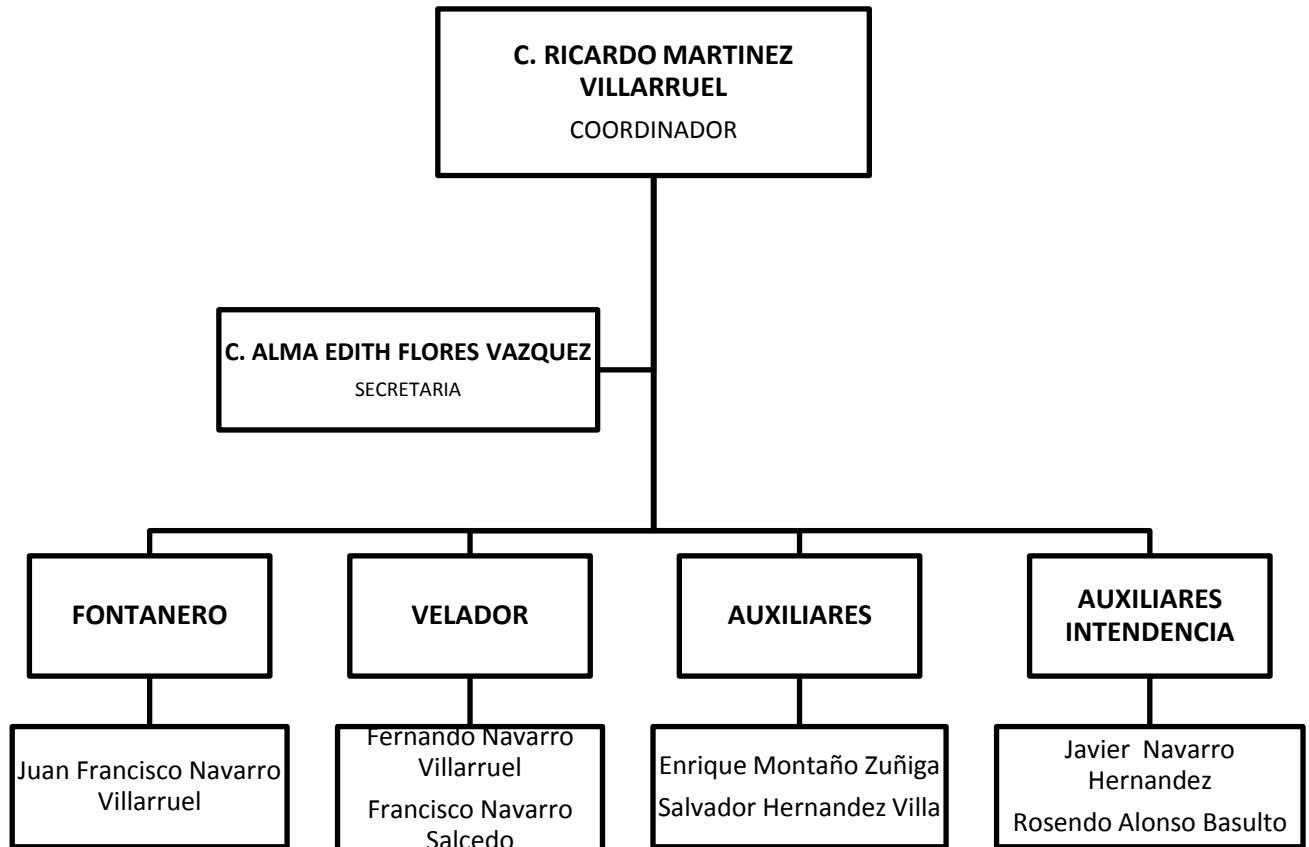 C. RICARDO MARTINEZ
VILLARRUEL
COORDINADOR
C. ALMA EDITH FLORES VAZQUEZ
SECRETARIA
FONTANERO
VELADOR
AUXILIARES
AUXILIARES
INTENDENCIA
Juan Francisco Navarro
Villarruel
Fernando Navarro
Villarruel
Francisco Navarro
Salcedo
Enrique Montaño Zuñiga
Salvador Hernandez Villa
Javier  Navarro
Hernandez
Rosendo Alonso Basulto